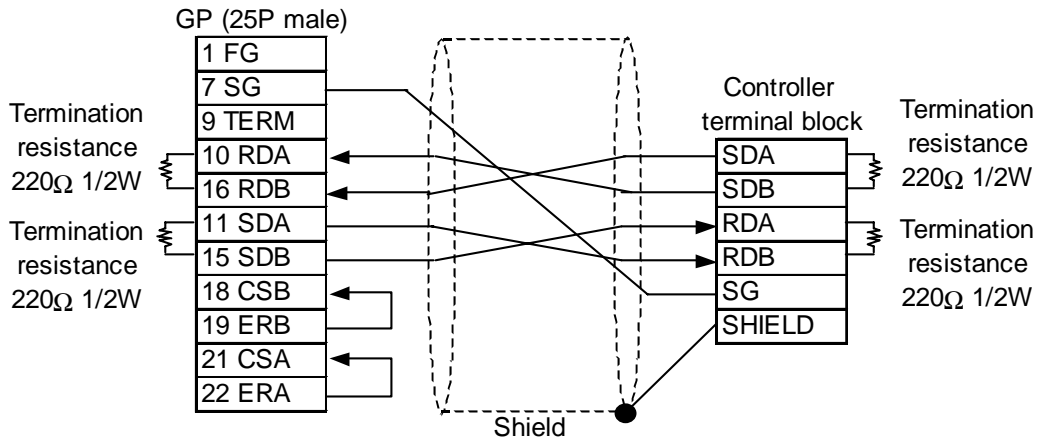 GP (25P male)
1 FG
7 SG
9 TERM
10 RDA
16 RDB
11 SDA
15 SDB
18 CSB
19 ERB
21 CSA
22 ERA
Termination
resistance
220Ω 1/2W
Termination
resistance
220Ω 1/2W
Shield
Controller
terminal block
SDA
SDB
RDA
RDB
SG
SHIELD
Termination
resistance
220Ω 1/2W
Termination
resistance
220Ω 1/2W